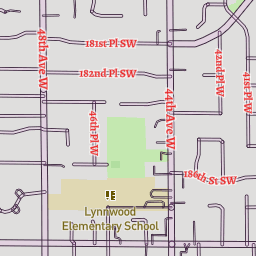 48th Ave W
181st Pl SW
182nd Pl SW
42nd Pl W
41st Pl W
44th Ave W
46th Pl W
186th St SW
Lynnwood
Elementary School